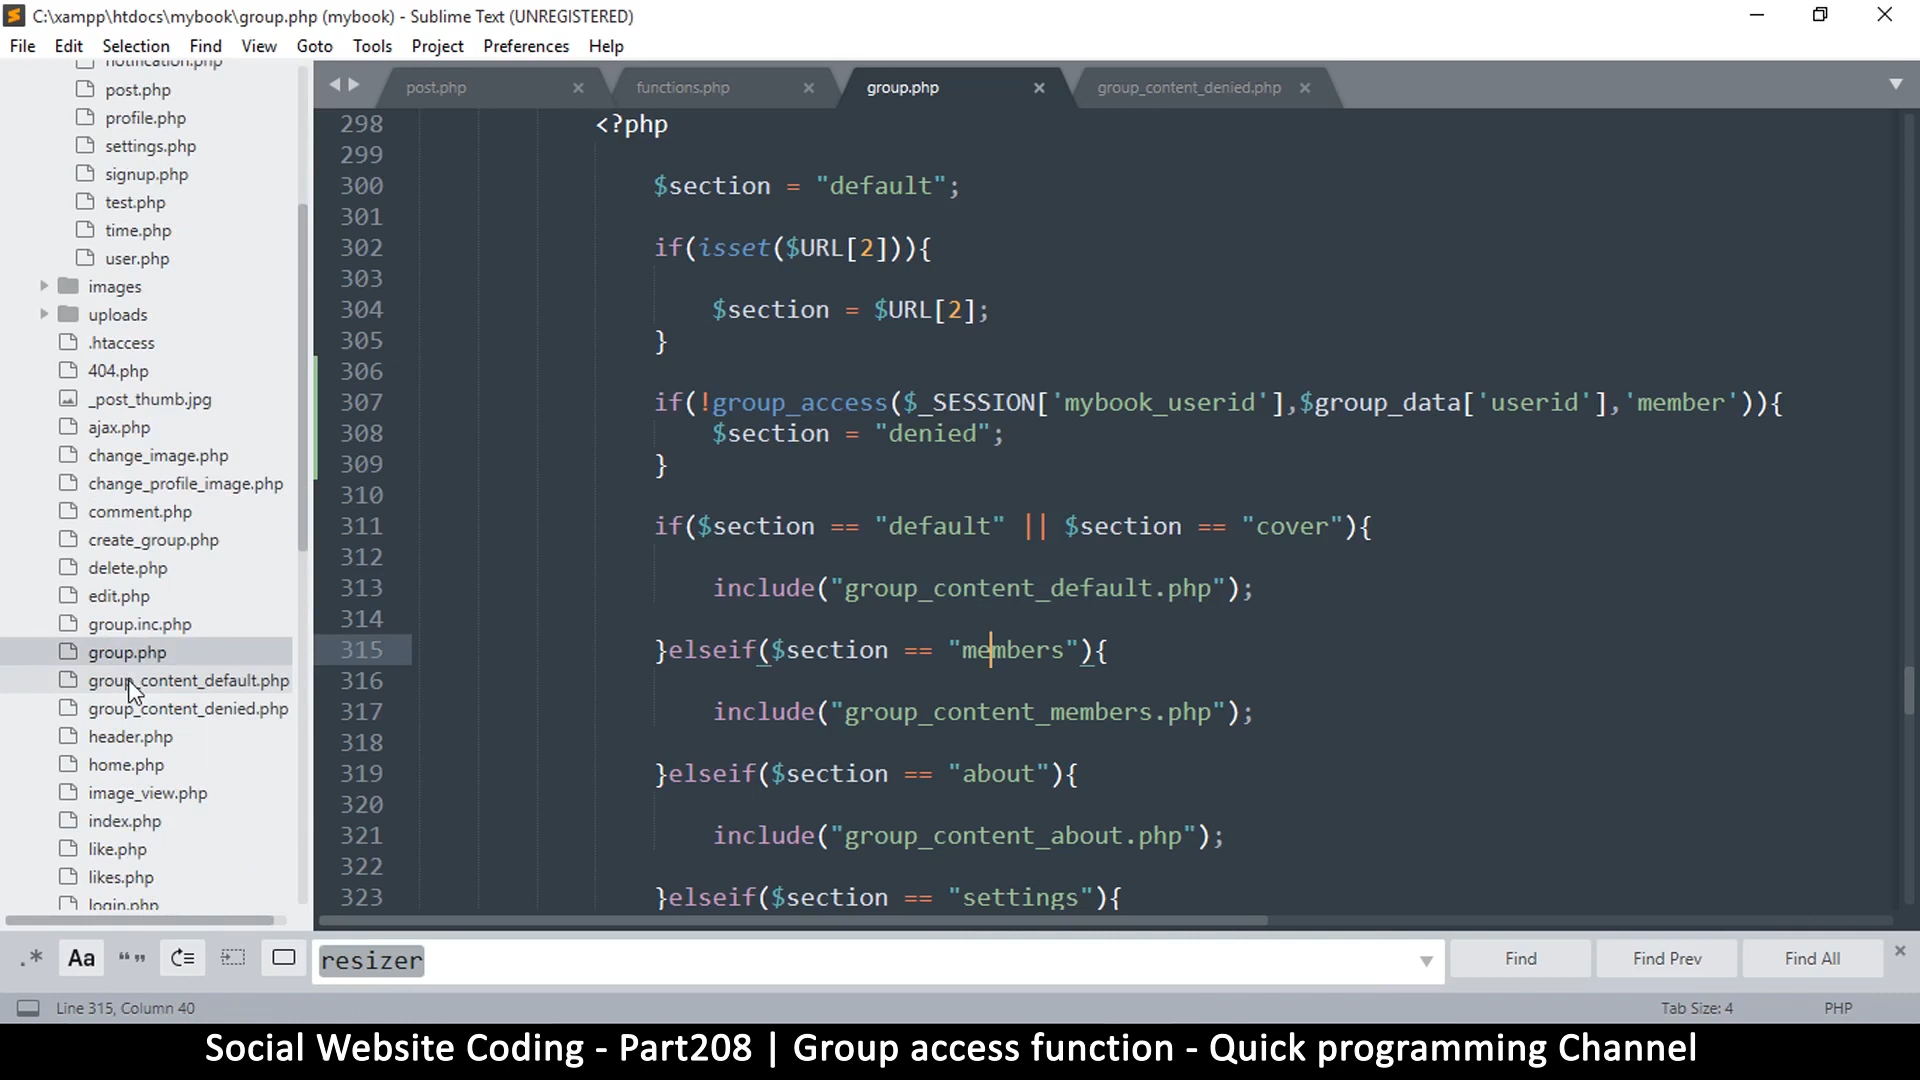 C:\xampp\htdocs\mybook\group.php (mybook) - Sublime Text (UNREGISTERED)
File Edit Selection Find View Goto Tools Project Preferences Help
notification.php
post.php
profile.php
settings.php
signup.php
test.php
time.php
user.php
images
uploads
.htaccess
404.php
_post_thumb.jpg
ajax.php
change_image.php
change_profile_image.php
comment.php
create_group.php
delete.php
edit.php
group.inc.php
group.php
group_content_default.php
group_content_denied.php
header.php
home.php
image_view.php
index.php
like.php
likes.php
login.php
post.php functions.php group.php group_content_denied.php
298 <?php
299
300 $section = "default";
301
302 if(isset($URL[2])){
303
304 $section = $URL[2];
305 }
306
307 if(!group_access($_SESSION['mybook_userid'],$group_data['userid'],'member')){
308 $section = "denied";
309 }
310
311 if($section == "default" || $section == "cover"){
312
313 include("group_content_default.php");
314
315 }elseif($section == "members"){
316
317 include("group_content_members.php");
318
319 }elseif($section == "about"){
320
321 include("group_content_about.php");
322
323 }elseif($section == "settings"){
.* Aa “” resizer Find Find Prev Find All
Line 315, Column 40 Tab Size: 4 PHP
Social Website Coding - Part208 | Group access function - Quick programming Channel